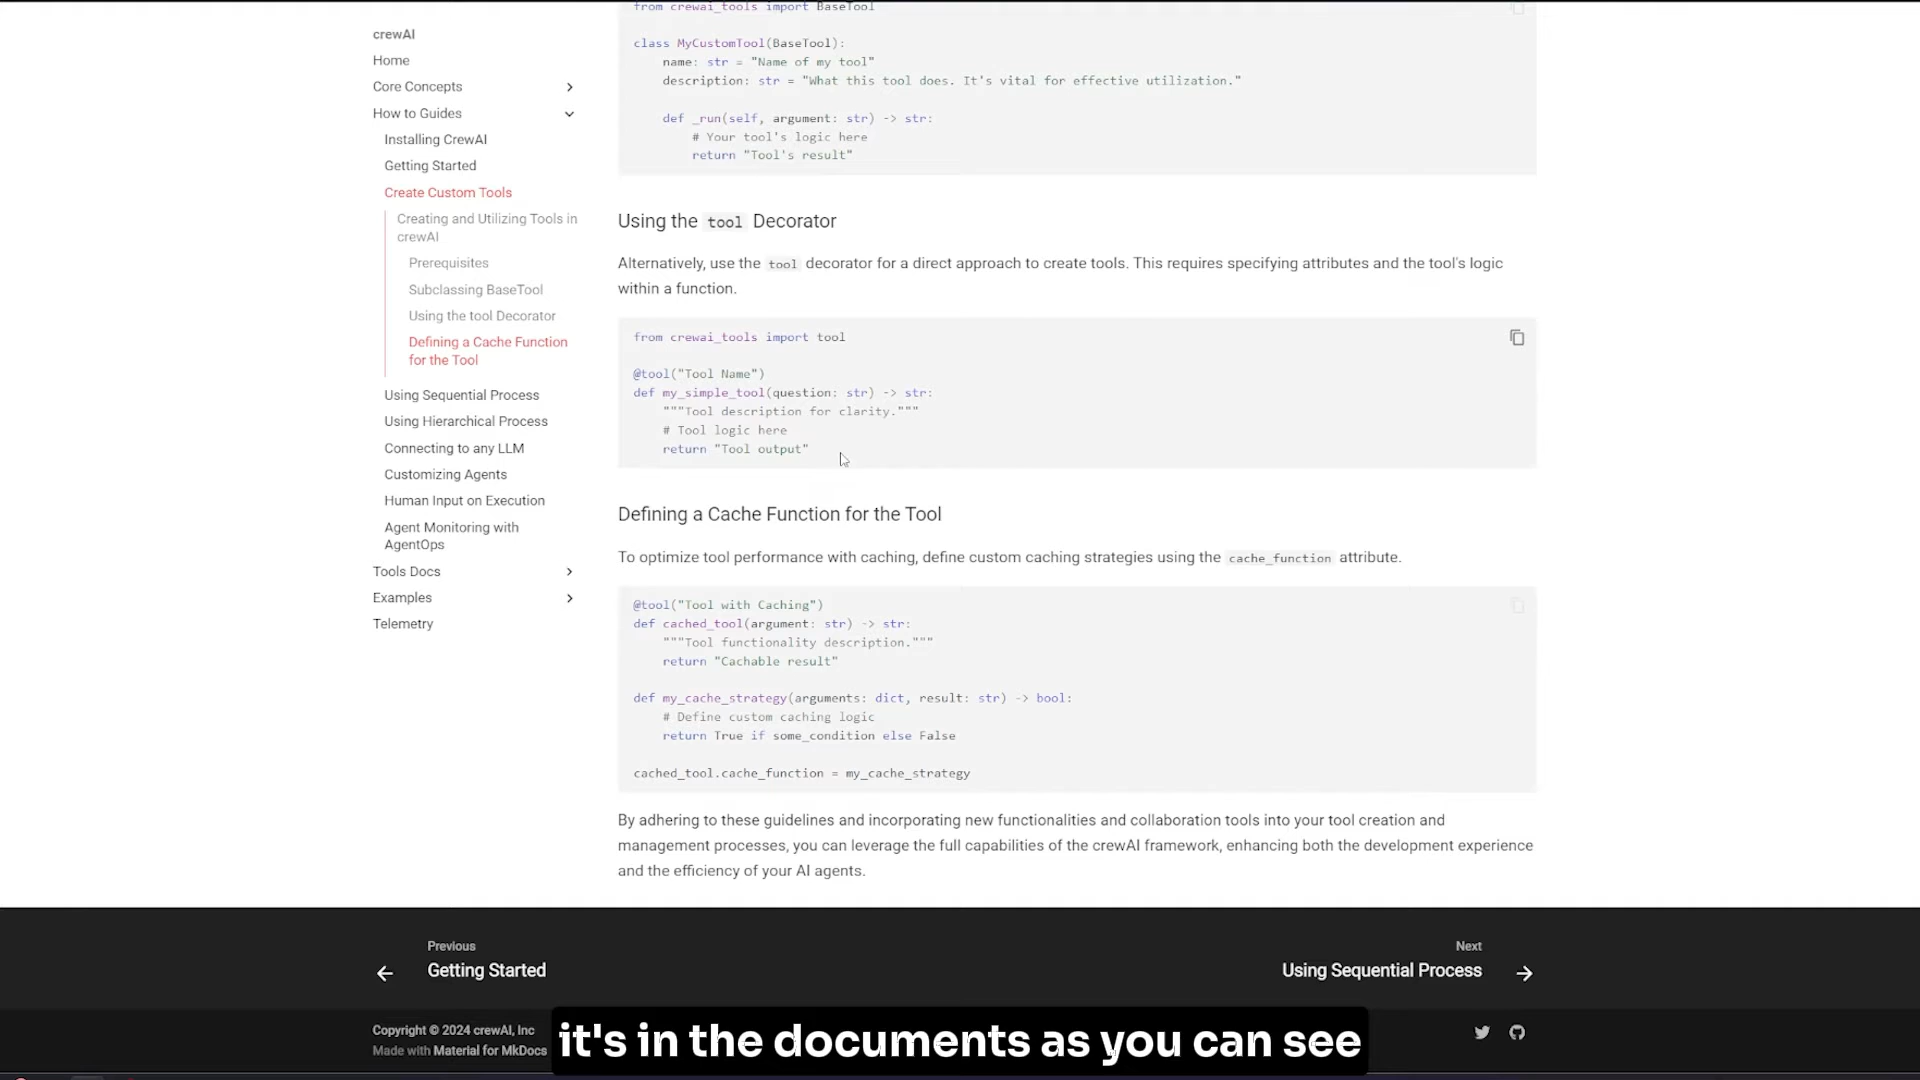 crewAI
Home
Core Concepts
How to Guides
Installing CrewAI
Getting Started
Create Custom Tools
Creating and Utilizing Tools in
crewAI
Prerequisites
Subclassing BaseTool
Using the tool Decorator
Defining a Cache Function
for the Tool
Using Sequential Process
Using Hierarchical Process
Connecting to any LLM
Customizing Agents
Human Input on Execution
Agent Monitoring with
AgentOps
Tools Docs
Examples
Telemetry
from crewai_tools import BaseTool
class MyCustomTool(BaseTool):
    name: str = "Name of my tool"
    description: str = "What this tool does. It's vital for effective utilization."
    def _run(self, argument: str) -> str:
        # Your tool's logic here
        return "Tool's result"
Using the tool Decorator
Alternatively, use the tool decorator for a direct approach to create tools. This requires specifying attributes and the tool's logic
within a function.
from crewai_tools import tool
@tool("Tool Name")
def my_simple_tool(question: str) -> str:
    """Tool description for clarity."""
    # Tool logic here
    return "Tool output"
Defining a Cache Function for the Tool
To optimize tool performance with caching, define custom caching strategies using the cache_function attribute.
@tool("Tool with Caching")
def cached_tool(argument: str) -> str:
    """Tool functionality description."""
    return "Cachable result"
def my_cache_strategy(arguments: dict, result: str) -> bool:
    # Define custom caching logic
    return True if some_condition else False
cached_tool.cache_function = my_cache_strategy
By adhering to these guidelines and incorporating new functionalities and collaboration tools into your tool creation and
management processes, you can leverage the full capabilities of the crewAI framework, enhancing both the development experience
and the efficiency of your AI agents.
Previous
Getting Started
Next
Using Sequential Process
Copyright © 2024 crewAI, Inc
Made with Material for MkDocs
it's in the documents as you can see